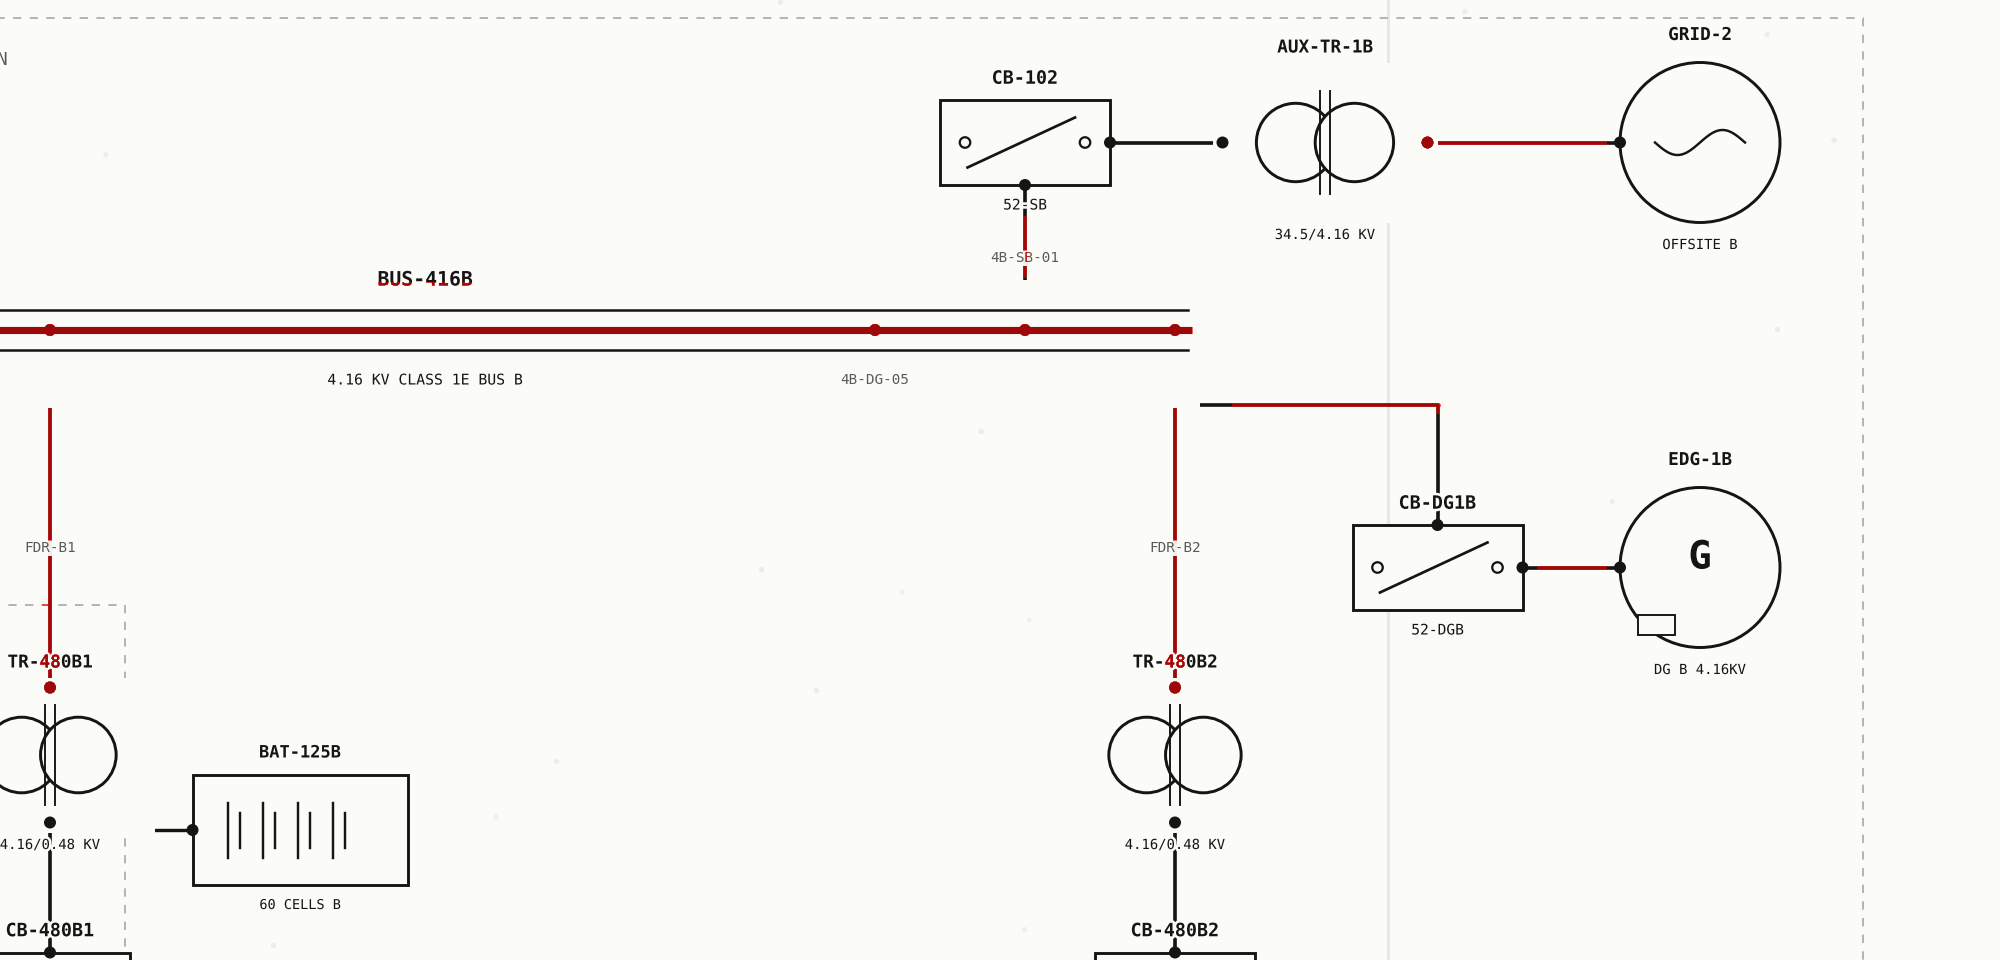 GRID-2
AUX-TR-1B
N
CB-102
52-SB
34.5/4.16 KV
OFFSITE B
4B-SB-01
BUS-416B
4.16 KV CLASS 1E BUS B
4B-DG-05
EDG-1B
CB-DG1B
FDR-B1
FDR-B2
G
52-DGB
TR-480B1
TR-480B2
DG B 4.16KV
BAT-125B
4.16/0.48 KV
4.16/0.48 KV
60 CELLS B
CB-480B1
CB-480B2